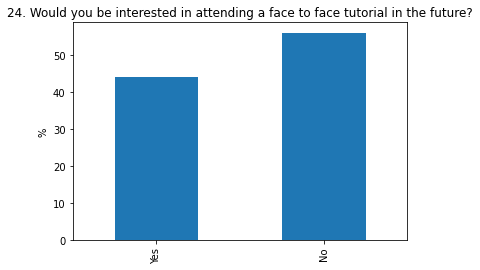 24. Would you be interested in attending a face to face tutorial in the future?
50
40
30
20
10
0
%
Yes
No